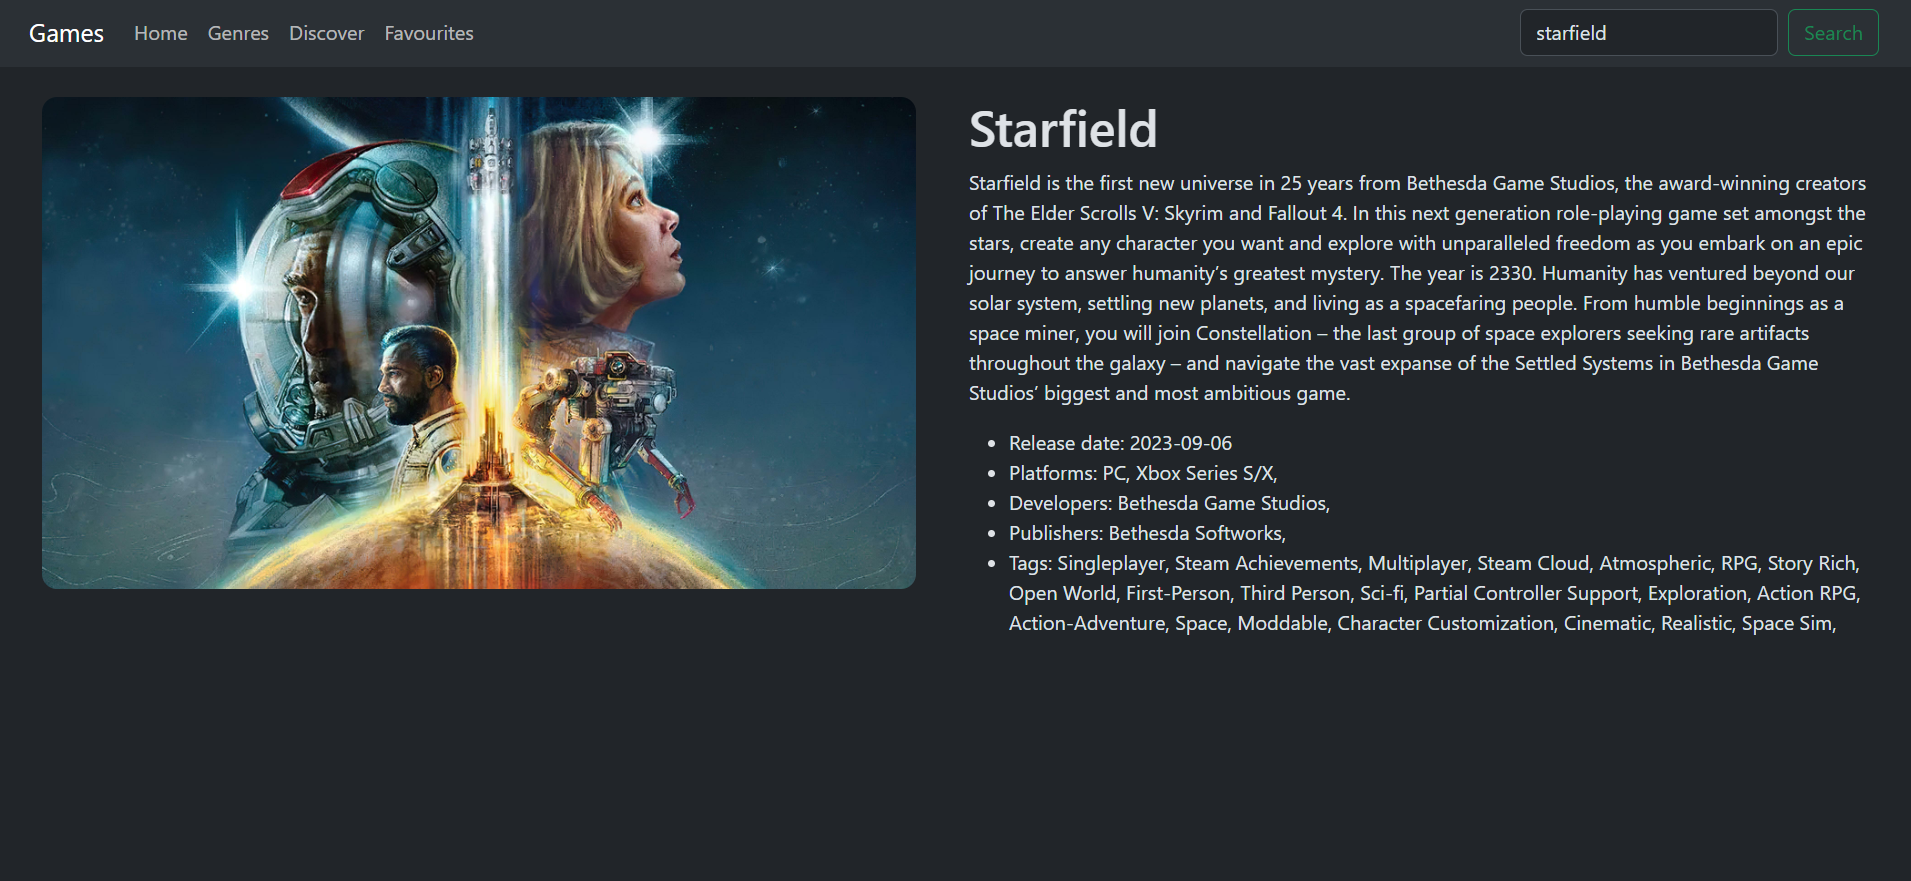 Games Home Genres Discover Favourites starfield Search
Starfield
Starfield is the first new universe in 25 years from Bethesda Game Studios, the award-winning creators
of The Elder Scrolls V: Skyrim and Fallout 4. In this next generation role-playing game set amongst the
stars, create any character you want and explore with unparalleled freedom as you embark on an epic
journey to answer humanity’s greatest mystery. The year is 2330. Humanity has ventured beyond our
solar system, settling new planets, and living as a spacefaring people. From humble beginnings as a
space miner, you will join Constellation – the last group of space explorers seeking rare artifacts
throughout the galaxy – and navigate the vast expanse of the Settled Systems in Bethesda Game
Studios’ biggest and most ambitious game.
• Release date: 2023-09-06
• Platforms: PC, Xbox Series S/X,
• Developers: Bethesda Game Studios,
• Publishers: Bethesda Softworks,
• Tags: Singleplayer, Steam Achievements, Multiplayer, Steam Cloud, Atmospheric, RPG, Story Rich,
Open World, First-Person, Third Person, Sci-fi, Partial Controller Support, Exploration, Action RPG,
Action-Adventure, Space, Moddable, Character Customization, Cinematic, Realistic, Space Sim,